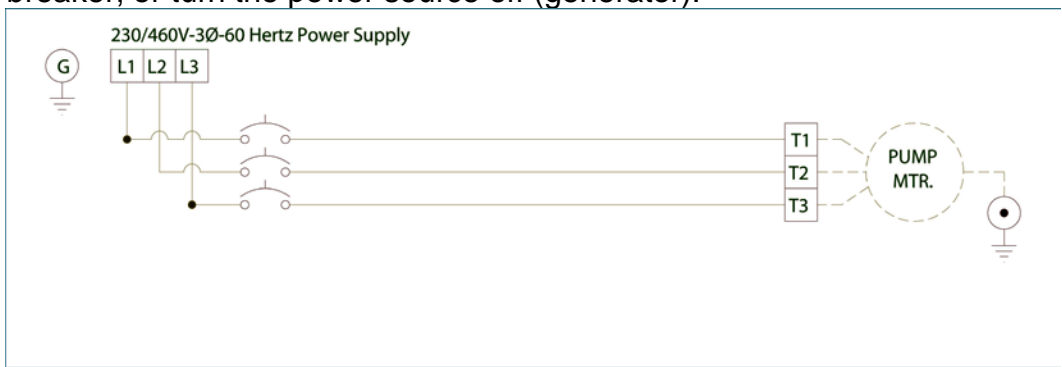 breaker, or turn the power source off (generator).
230/460V-3Ø-60 Hertz Power Supply
G
L1 L2 L3
T1
T2
T3
PUMP
MTR.